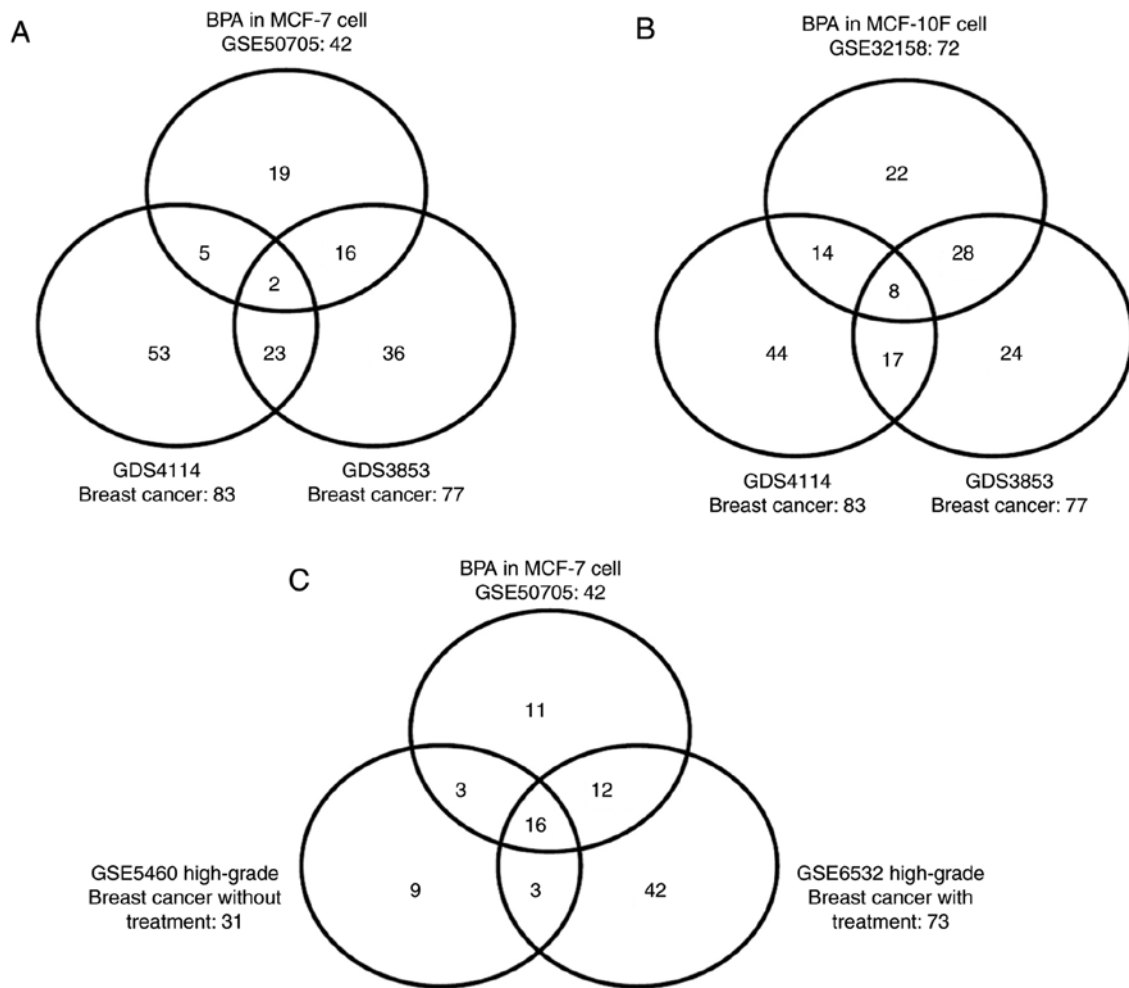 A
BPA in MCF-7 cell
GSE50705: 42
19
5
16
2
53
23
36
GDS4114
Breast cancer: 83
GDS3853
Breast cancer: 77
B
BPA in MCF-10F cell
GSE32158: 72
22
14
28
8
44
17
24
GDS4114
Breast cancer: 83
GDS3853
Breast cancer: 77
C
BPA in MCF-7 cell
GSE50705: 42
11
3
12
16
9
3
42
GSE5460 high-grade
Breast cancer without
treatment: 31
GSE6532 high-grade
Breast cancer with
treatment: 73